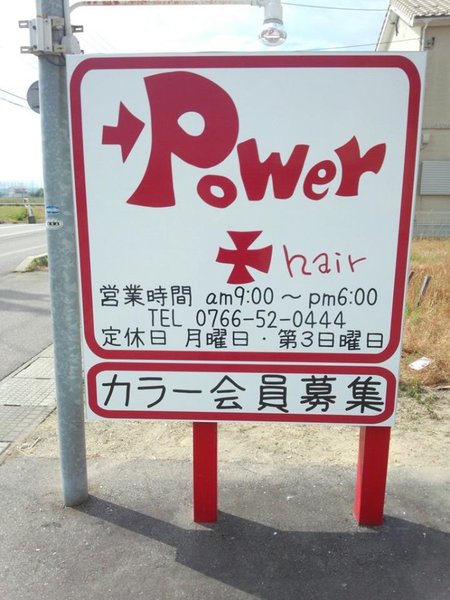 Power
hair
営業時間 am9:00～pm6:00
TEL 0766-52-0444
定休日 月曜日・第3日曜日
カラー会員募集